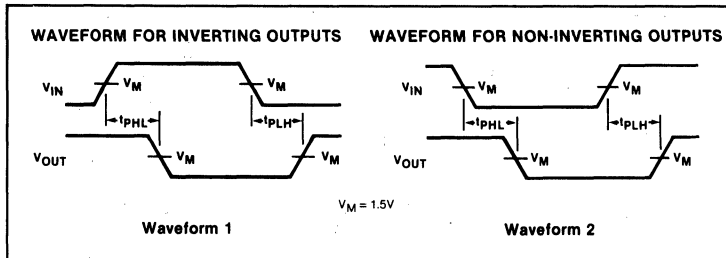 WAVEFORM FOR INVERTING OUTPUTS
VIN
VM
VM
tPHL
tPLH
VOUT
VM
VM
Waveform 1
WAVEFORM FOR NON-INVERTING OUTPUTS
VIN
VM
VM
tPHL
tPLH
VOUT
VM
VM
VM = 1.5V
Waveform 2